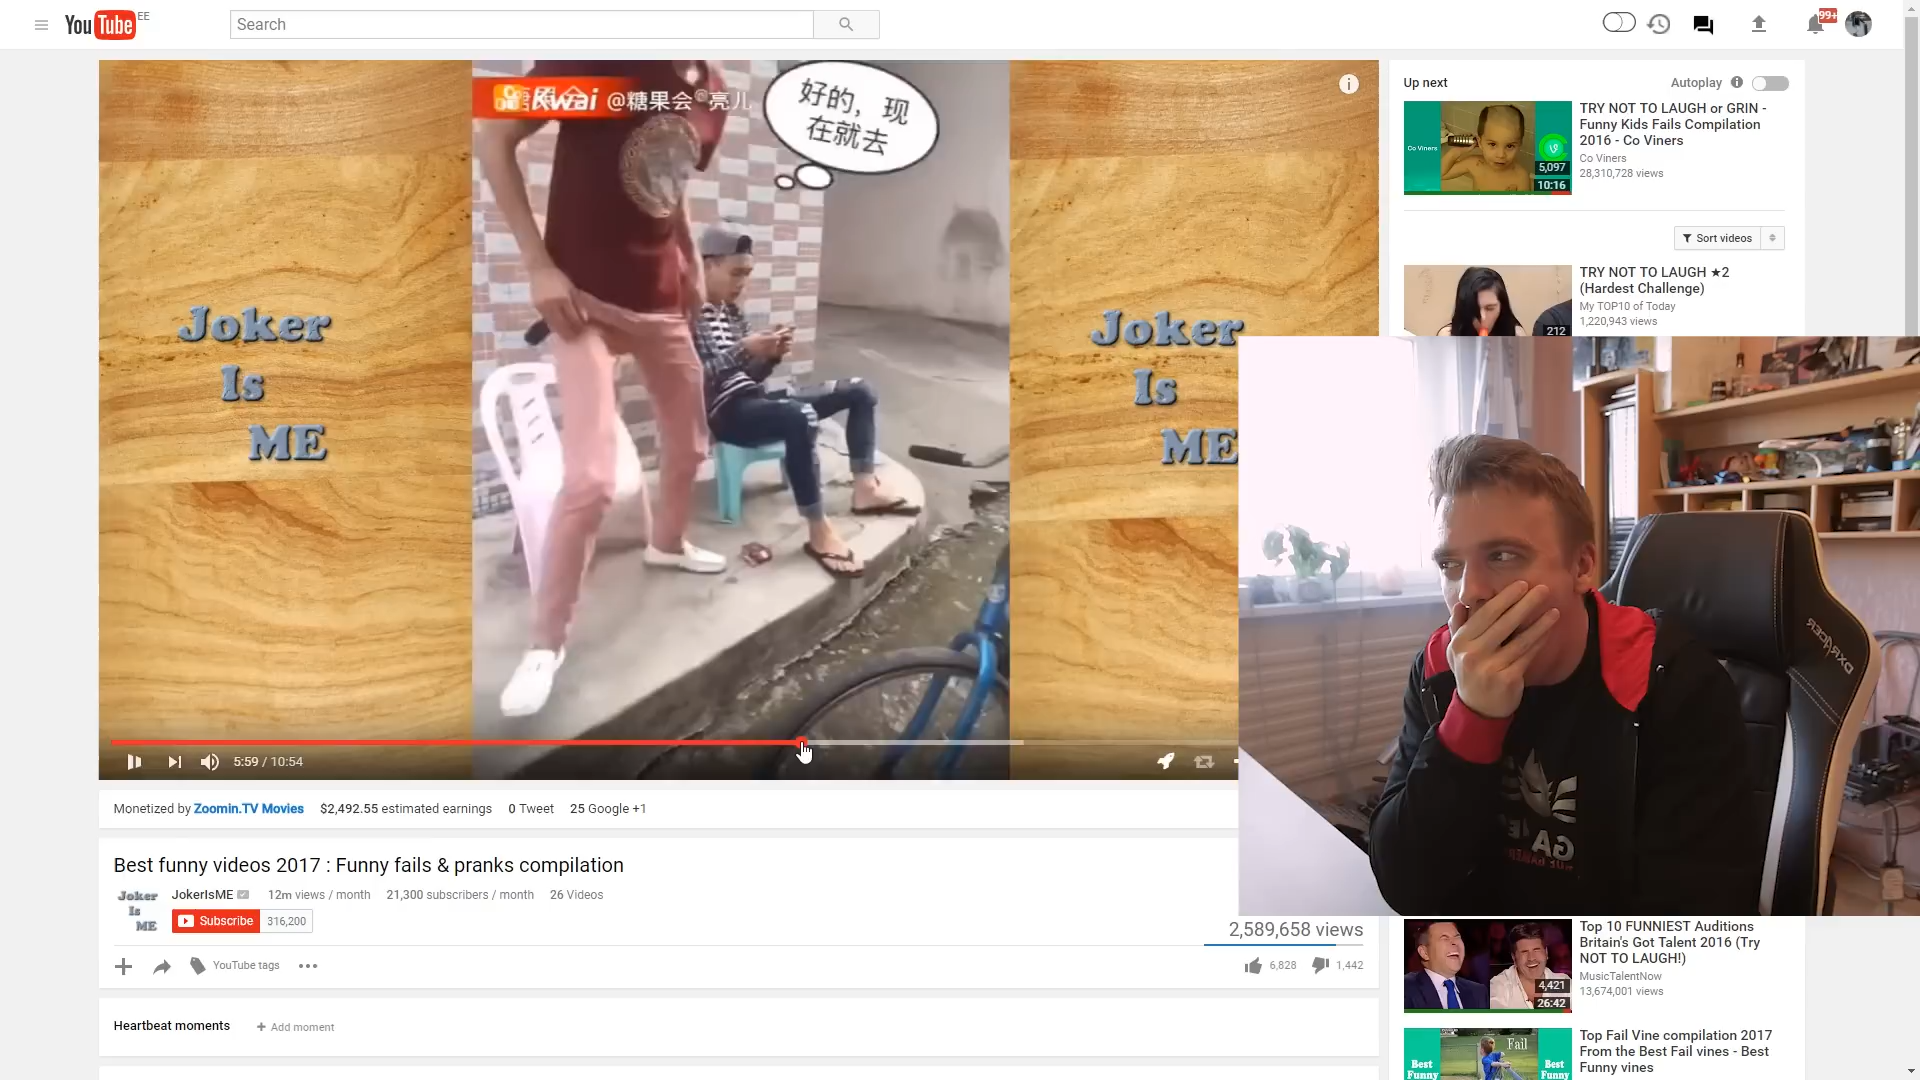 YouTube EE
Search
99+
Kwai @糖果会 亮儿
好的，现
在就去
Joker
Is
ME
Joker
Is
ME
5:59 / 10:54
Monetized by Zoomin.TV Movies $2,492.55 estimated earnings 0 Tweet 25 Google +1
Best funny videos 2017 : Funny fails & pranks compilation
Joker
Is
ME
JokerIsME 12m views / month 21,300 subscribers / month 26 Videos
Subscribe 316,200
2,589,658 views
YouTube tags
6,828 1,442
Heartbeat moments + Add moment
Up next Autoplay
Co Viners
5,097
10:16
TRY NOT TO LAUGH or GRIN -
Funny Kids Fails Compilation
2016 - Co Viners
Co Viners
28,310,728 views
Sort videos
212
TRY NOT TO LAUGH ★2
(Hardest Challenge)
My TOP10 of Today
1,220,943 views
DXRACER
4,421
26:42
Top 10 FUNNIEST Auditions
Britain's Got Talent 2016 (Try
NOT TO LAUGH!)
MusicTalentNow
13,674,001 views
Fail
Best
Funny
Best
Funny
Top Fail Vine compilation 2017
From the Best Fail vines - Best
Funny vines